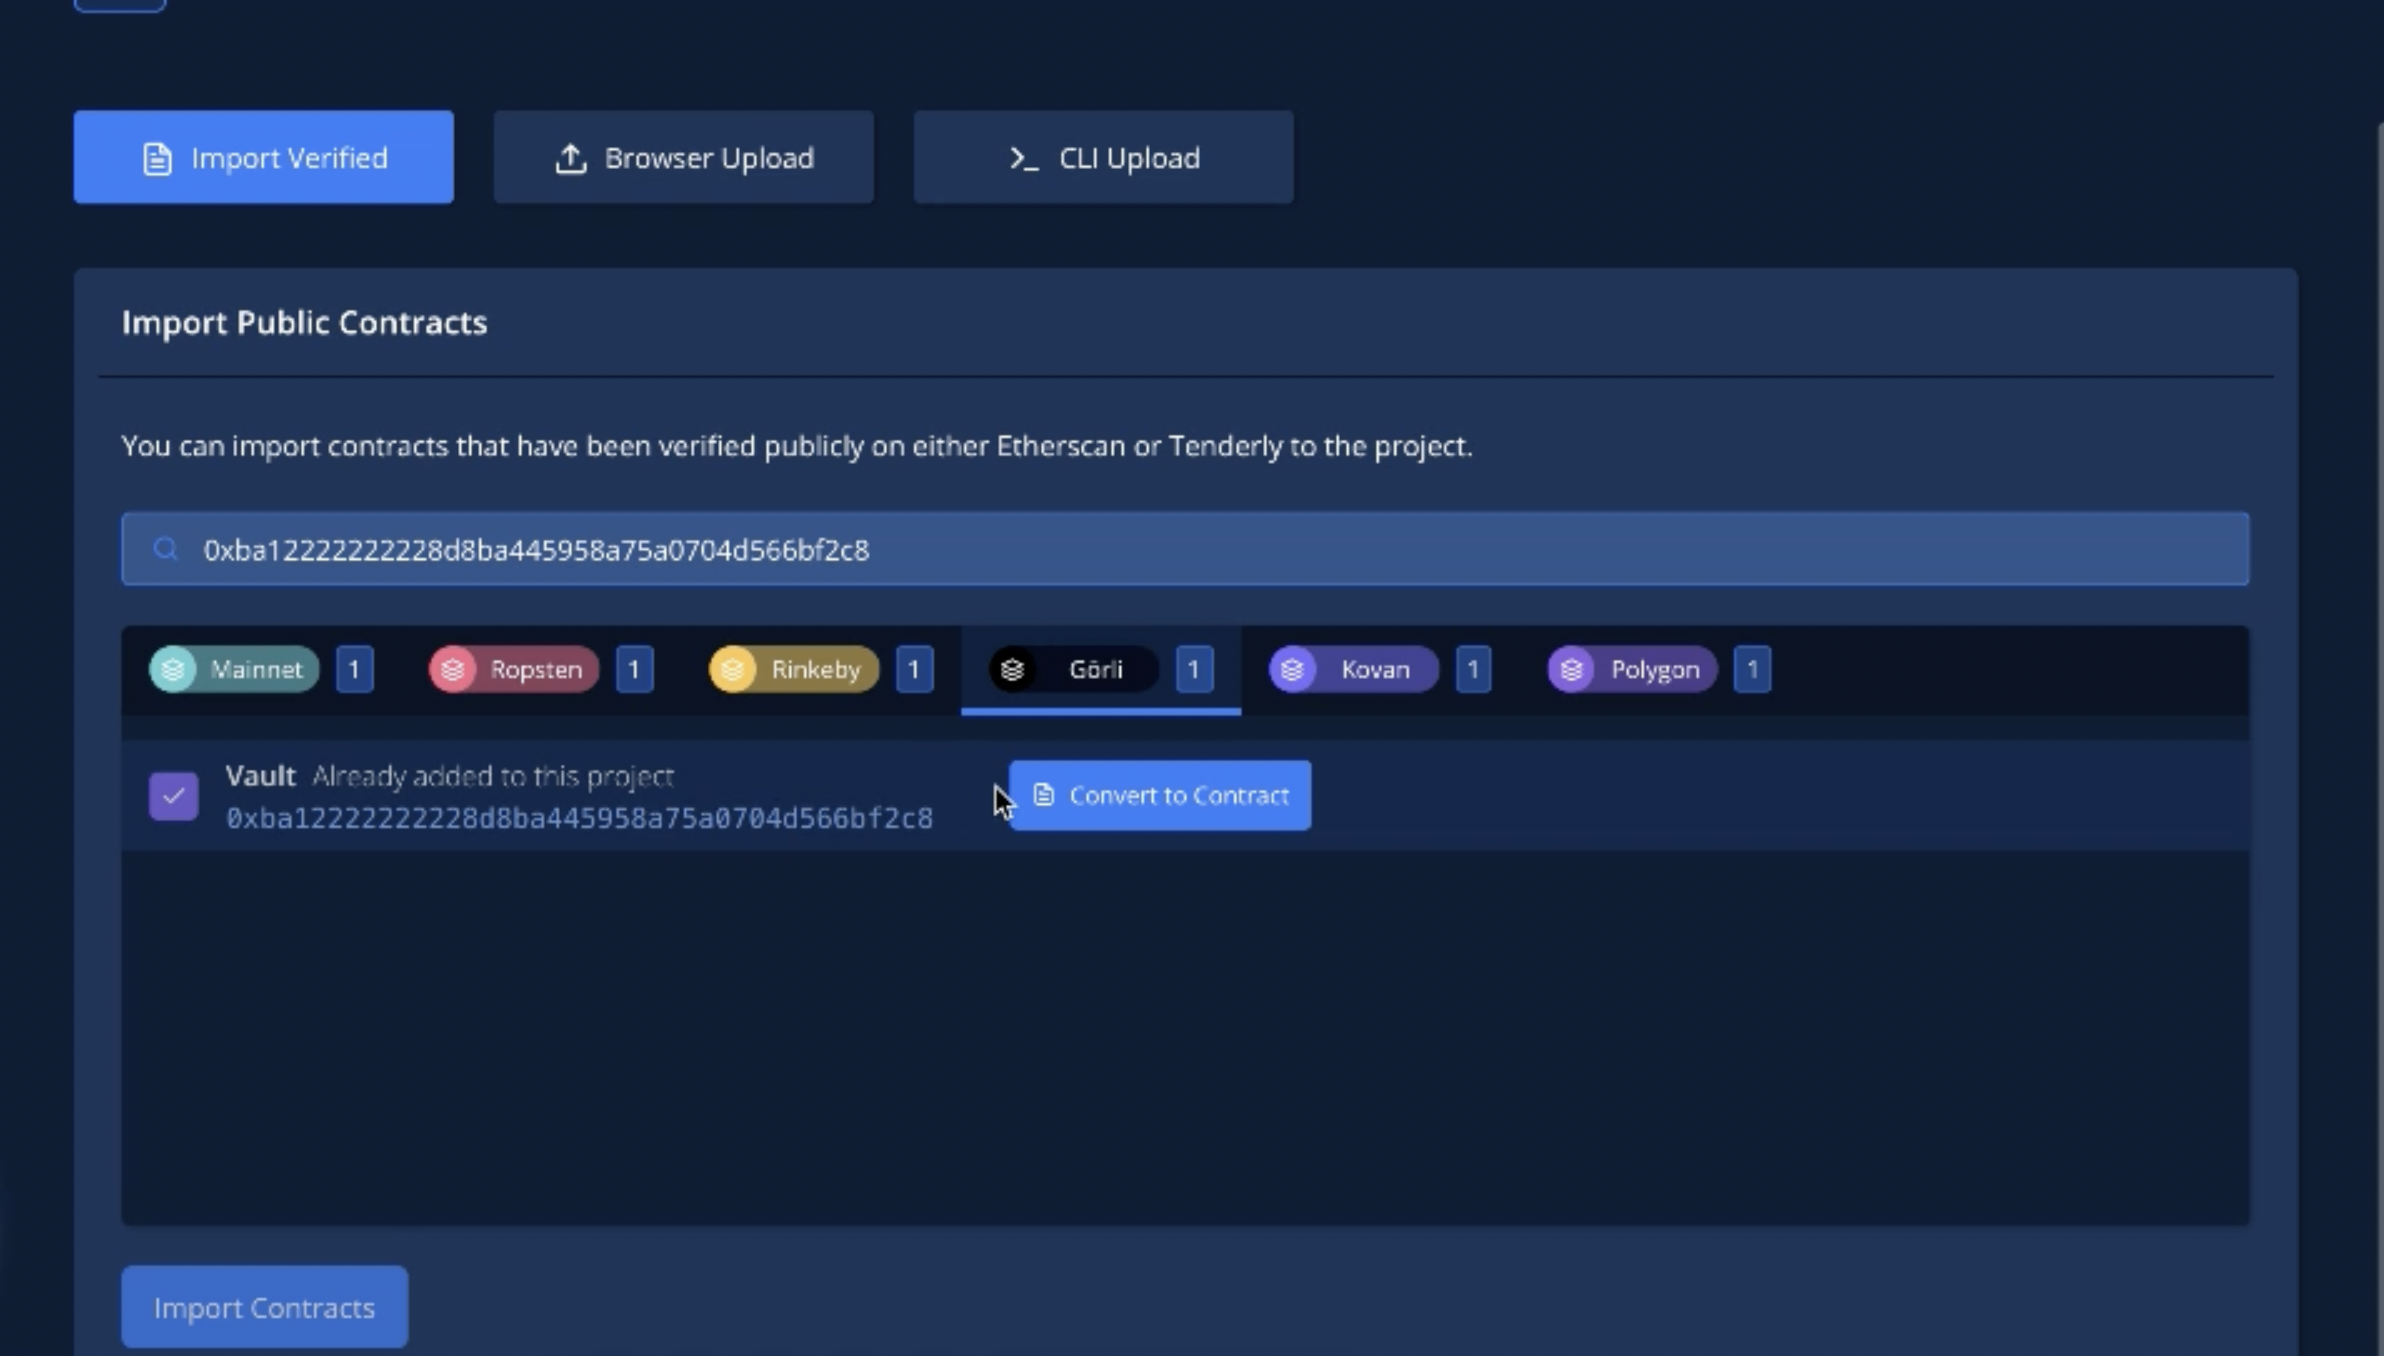 Import Verified
Browser Upload
CLI Upload
Import Public Contracts
You can import contracts that have been verified publicly on either Etherscan or Tenderly to the project.
0xba12222222228d8ba445958a75a0704d566bf2c8
Mainnet 1 Ropsten 1 Rinkeby 1 Görli 1 Kovan 1 Polygon 1
Vault Already added to this project
0xba12222222228d8ba445958a75a0704d566bf2c8
Convert to Contract
Import Contracts